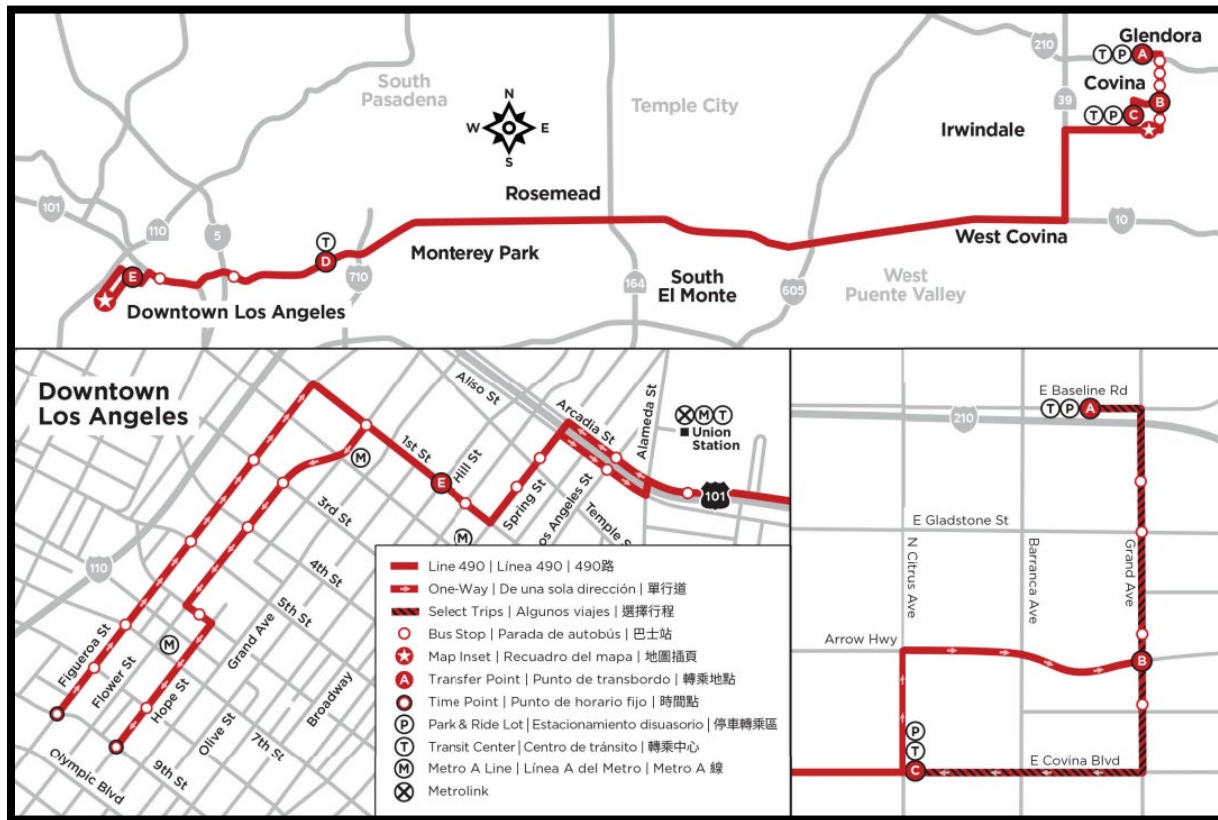 210
Glendora
T P A
South
Pasadena
Temple City
Covina
39
B
N
W E
S
T P C
Irwindale
Rosemead
101
110
5
T
D
10
West Covina
Monterey Park
E
710
South
El Monte
West
Puente Valley
164
605
Downtown Los Angeles
Downtown
Los Angeles
Aliso St
Arcadia St
Alameda St
M T
Union
Station
1st St
Hill St
M
E
Spring St
101
Los Angeles St
Temple S
3rd St
M
4th St
110
5th St
Grand Ave
M
Figueroa St
Flower St
Hope St
Broadway
Olive St
7th St
9th St
Olympic Blvd
Line 490 | Línea 490 | 490路
One-Way | De una sola dirección | 單行道
Select Trips | Algunos viajes | 選擇行程
Bus Stop | Parada de autobús | 巴士站
Map Inset | Recuadro del mapa | 地圖插頁
A Transfer Point | Punto de transbordo | 轉乘地點
Time Point | Punto de horario fijo | 時間點
P Park & Ride Lot | Estacionamiento disuasorio | 停車轉乘區
T Transit Center | Centro de tránsito | 轉乘中心
M Metro A Line | Línea A del Metro | Metro A 線
Metrolink
E Baseline Rd
T P A
210
E Gladstone St
N Citrus Ave
Barranca Ave
Grand Ave
Arrow Hwy
B
P
T
C
E Covina Blvd